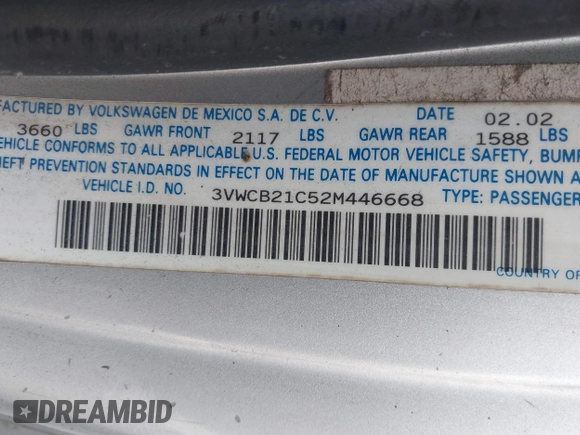 FACTURED BY VOLKSWAGEN DE MEXICO S.A. DE C.V. DATE 02.02
3660 LBS GAWR FRONT 2117 LBS GAWR REAR 1588 LBS
VEHICLE CONFORMS TO ALL APPLICABLE U.S. FEDERAL MOTOR VEHICLE SAFETY, BUMP
HEFT PREVENTION STANDARDS IN EFFECT ON THE DATE OF MANUFACTURE SHOWN A
VEHICLE I.D. NO. 3VWCB21C52M446668 TYPE: PASSENGER
COUNTRY OF
DREAMBID